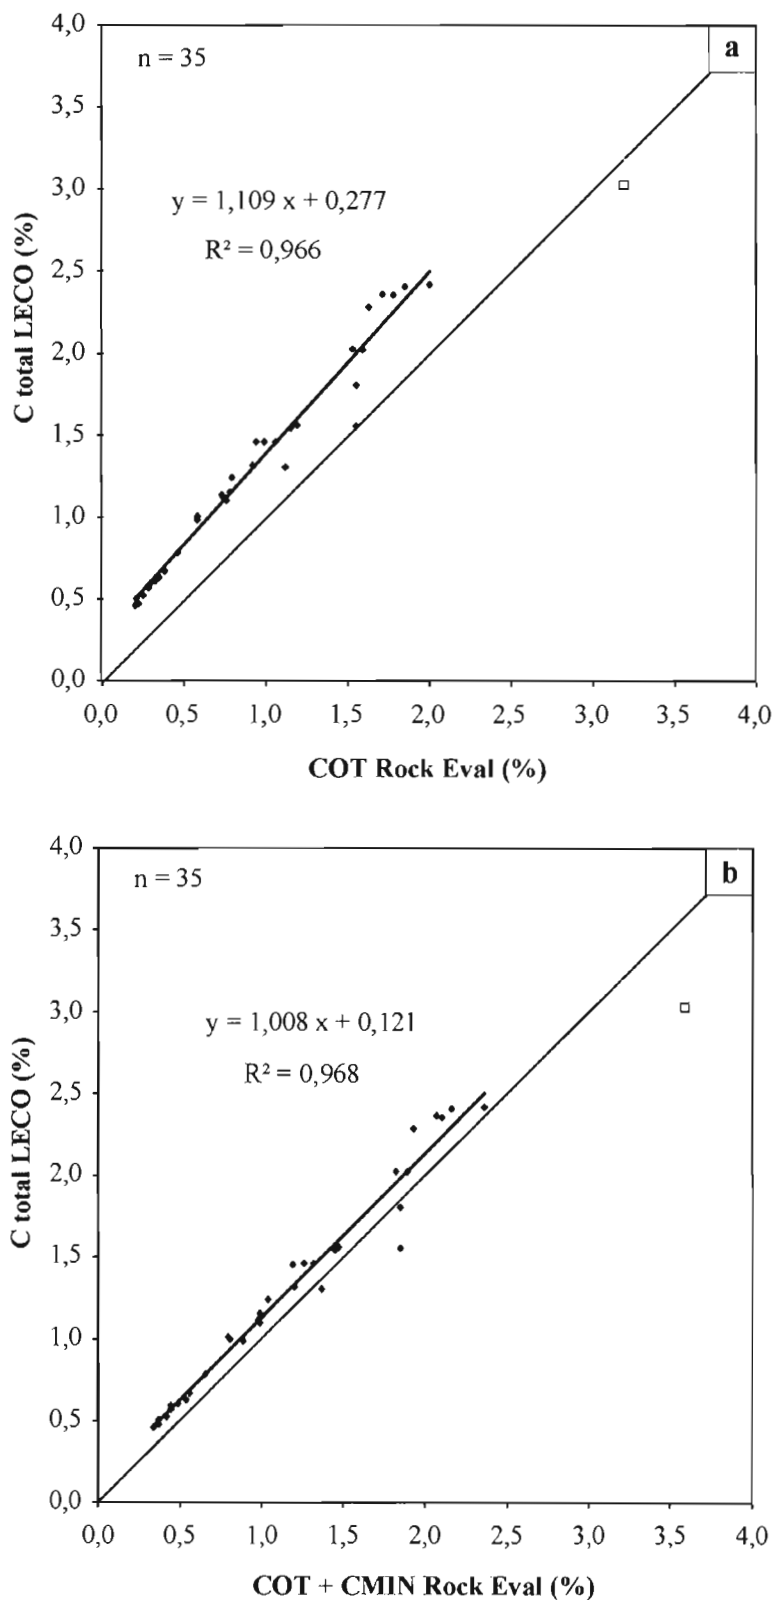 4,0
n = 35
a
3,5
3,0
y = 1,109 x + 0,277
R² = 0,966
2,5
2,0
1,5
1,0
0,5
0,0
C total LECO (%)
0,0 0,5 1,0 1,5 2,0 2,5 3,0 3,5 4,0
COT Rock Eval (%)
4,0
n = 35
b
3,5
3,0
y = 1,008 x + 0,121
R² = 0,968
2,5
2,0
1,5
1,0
0,5
0,0
C total LECO (%)
0,0 0,5 1,0 1,5 2,0 2,5 3,0 3,5 4,0
COT + CMIN Rock Eval (%)